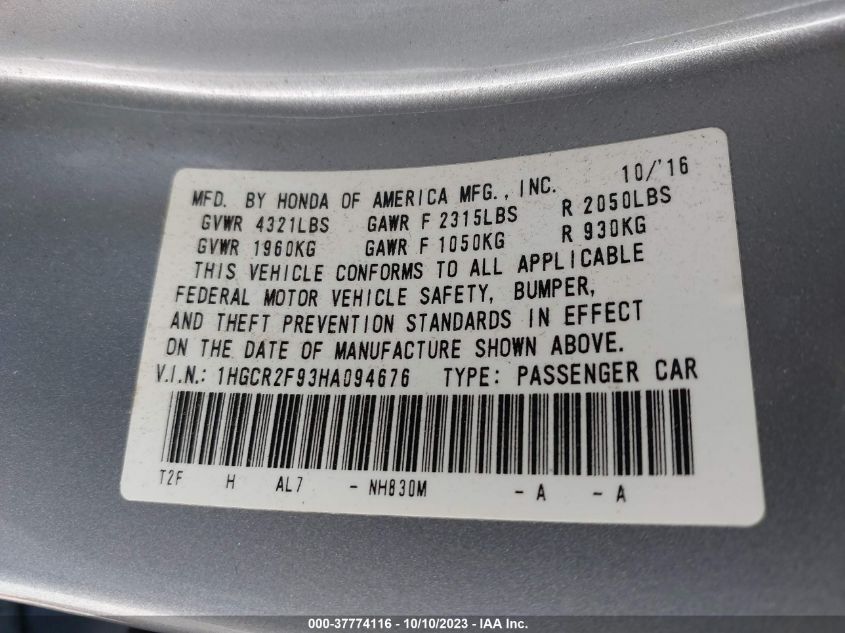 MFD. BY HONDA OF AMERICA MFG., INC. 10/'16
GVWR 4321LBS GAWR F 2315LBS R 2050LBS
GVWR 1960KG GAWR F 1050KG R 930KG
THIS VEHICLE CONFORMS TO ALL APPLICABLE
FEDERAL MOTOR VEHICLE SAFETY, BUMPER,
AND THEFT PREVENTION STANDARDS IN EFFECT
ON THE DATE OF MANUFACTURE SHOWN ABOVE.
V.I.N.: 1HGCR2F93HA094676 TYPE: PASSENGER CAR
T2F H AL7 - NH830M - A - A
000-37774116 - 10/10/2023 - IAA Inc.